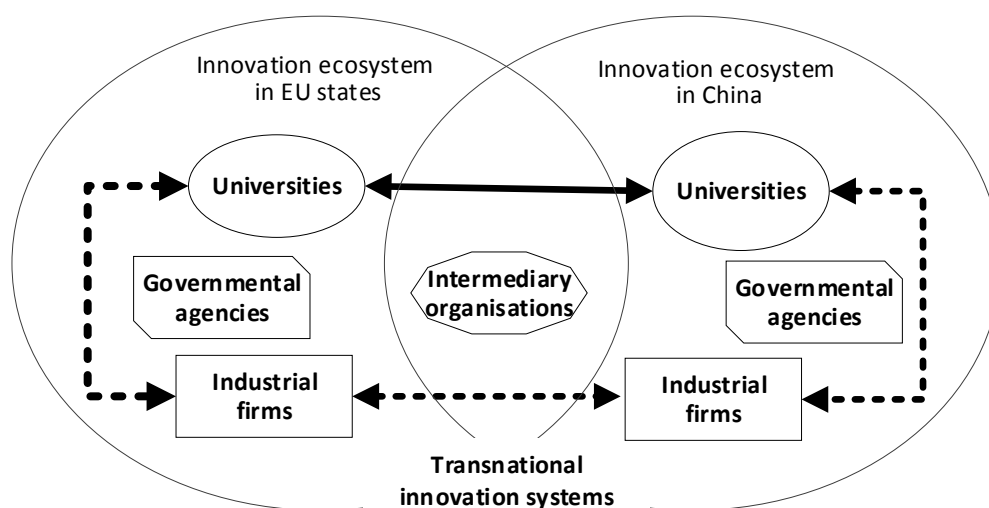 Innovation ecosystem
in EU states
Innovation ecosystem
in China
Universities
Universities
Governmental
agencies
Intermediary
organisations
Governmental
agencies
Industrial
firms
Industrial
firms
Transnational
innovation systems